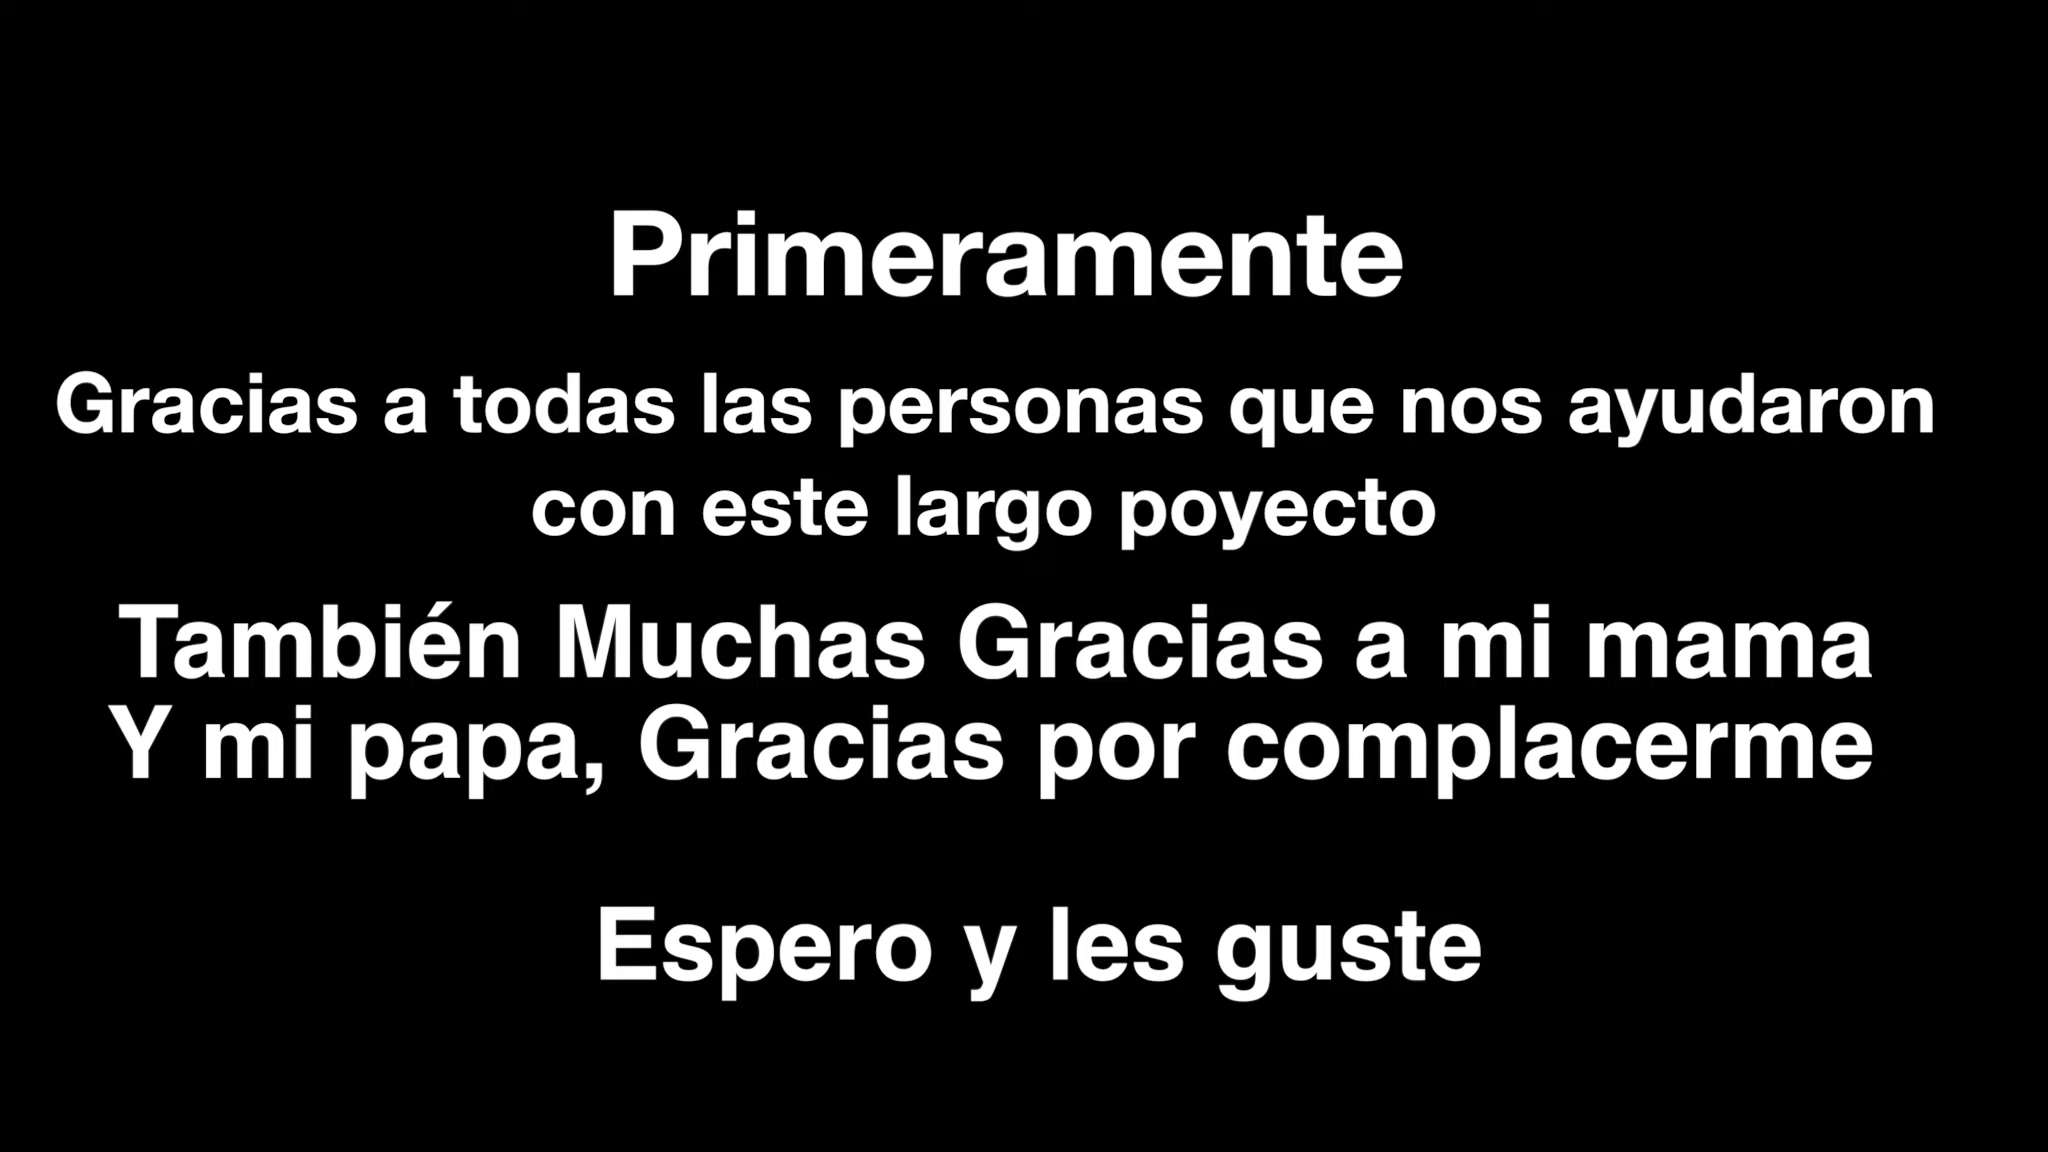 Primeramente
Gracias a todas las personas que nos ayudaron
con este largo poyecto
También Muchas Gracias a mi mama
Y mi papa, Gracias por complacerme
Espero y les guste